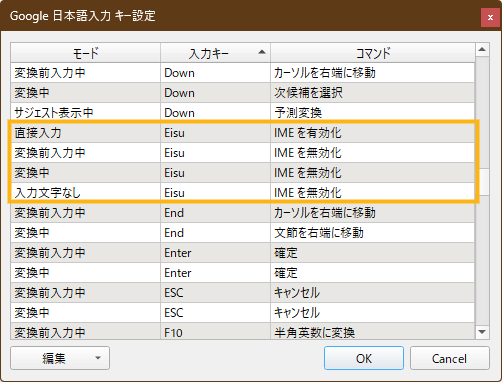 Google 日本語入力 キー設定
モード 入力キー コマンド
変換前入力中 Down カーソルを右端に移動
変換中 Down 次候補を選択
サジェスト表示中 Down 予測変換
直接入力 Eisu IME を有効化
変換前入力中 Eisu IME を無効化
変換中 Eisu IME を無効化
入力文字なし Eisu IME を無効化
変換前入力中 End カーソルを右端に移動
変換中 End 文節を右端に移動
変換前入力中 Enter 確定
変換中 Enter 確定
変換前入力中 ESC キャンセル
変換中 ESC キャンセル
変換前入力中 F10 半角英数に変換
編集 OK Cancel